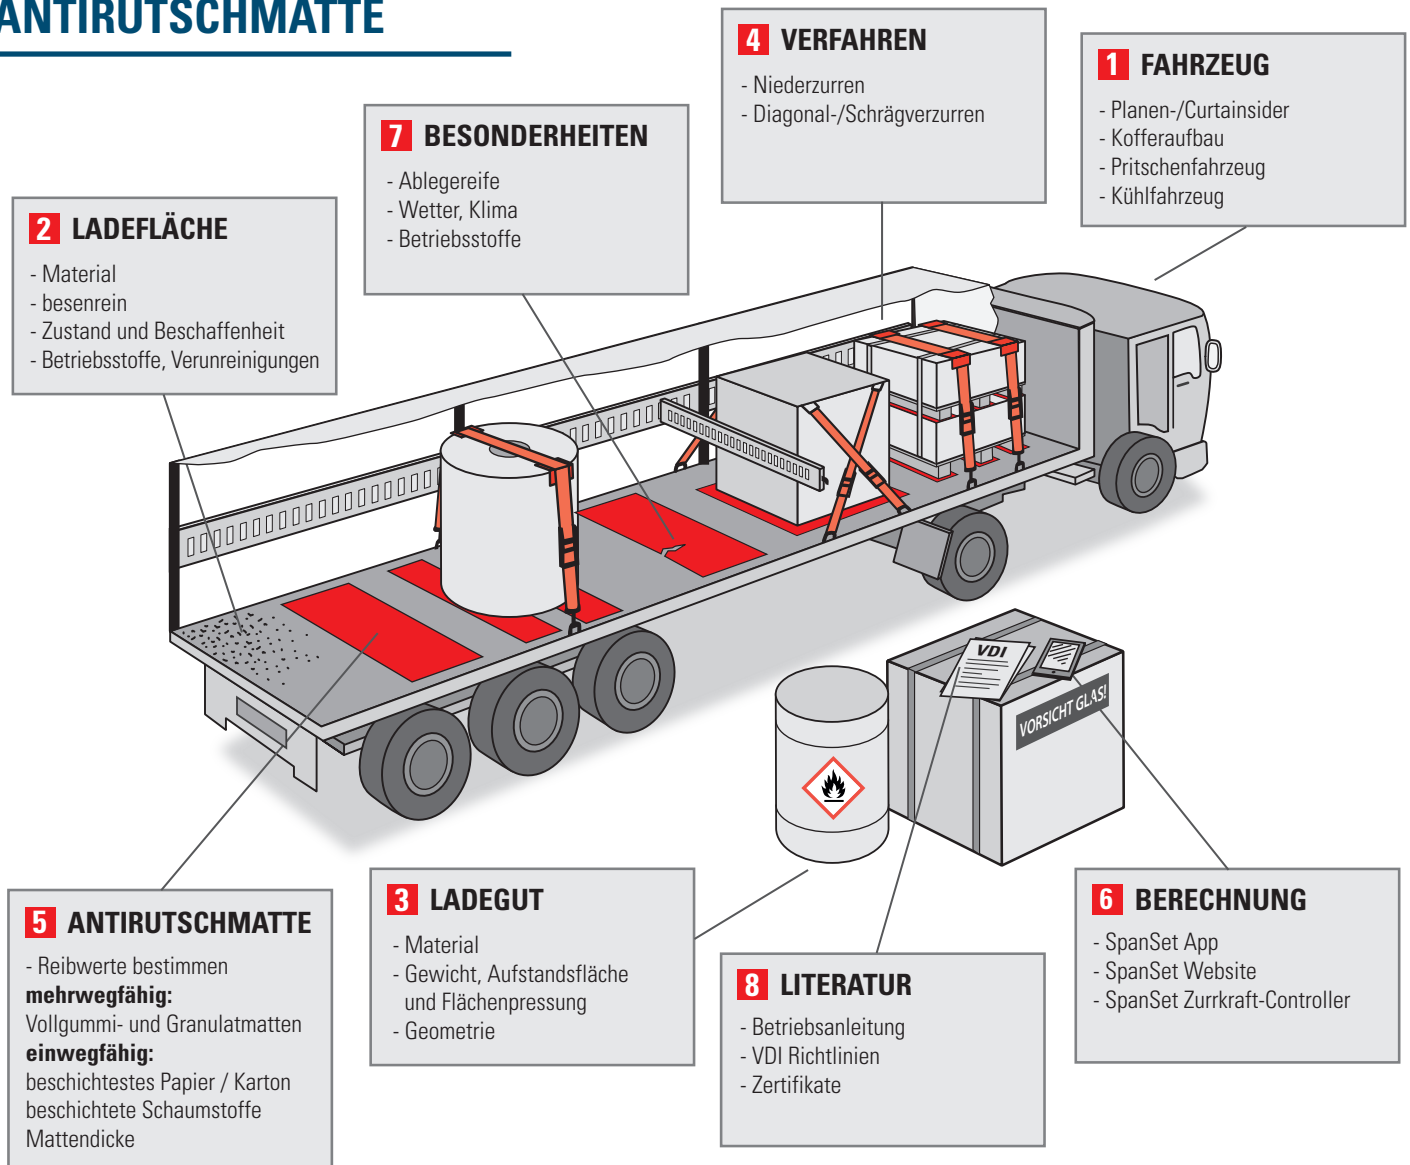 ANTIRUTSCHMATTE
4 VERFAHREN
- Niederzurren
- Diagonal-/Schrägverzurren
1 FAHRZEUG
- Planen-/Curtainsider
- Kofferaufbau
- Pritschenfahrzeug
- Kühlfahrzeug
7 BESONDERHEITEN
- Ablegereife
- Wetter, Klima
- Betriebsstoffe
2 LADEFLÄCHE
- Material
- besenrein
- Zustand und Beschaffenheit
- Betriebsstoffe, Verunreinigungen
VDI
VORSICHT GLAS!
5 ANTIRUTSCHMATTE
- Reibwerte bestimmen
mehrwegfähig:
Vollgummi- und Granulatmatten
einwegfähig:
beschichtestes Papier / Karton
beschichtete Schaumstoffe
Mattendicke
3 LADEGUT
- Material
- Gewicht, Aufstandsfläche
und Flächenpressung
- Geometrie
8 LITERATUR
- Betriebsanleitung
- VDI Richtlinien
- Zertifikate
6 BERECHNUNG
- SpanSet App
- SpanSet Website
- SpanSet Zurrkraft-Controller